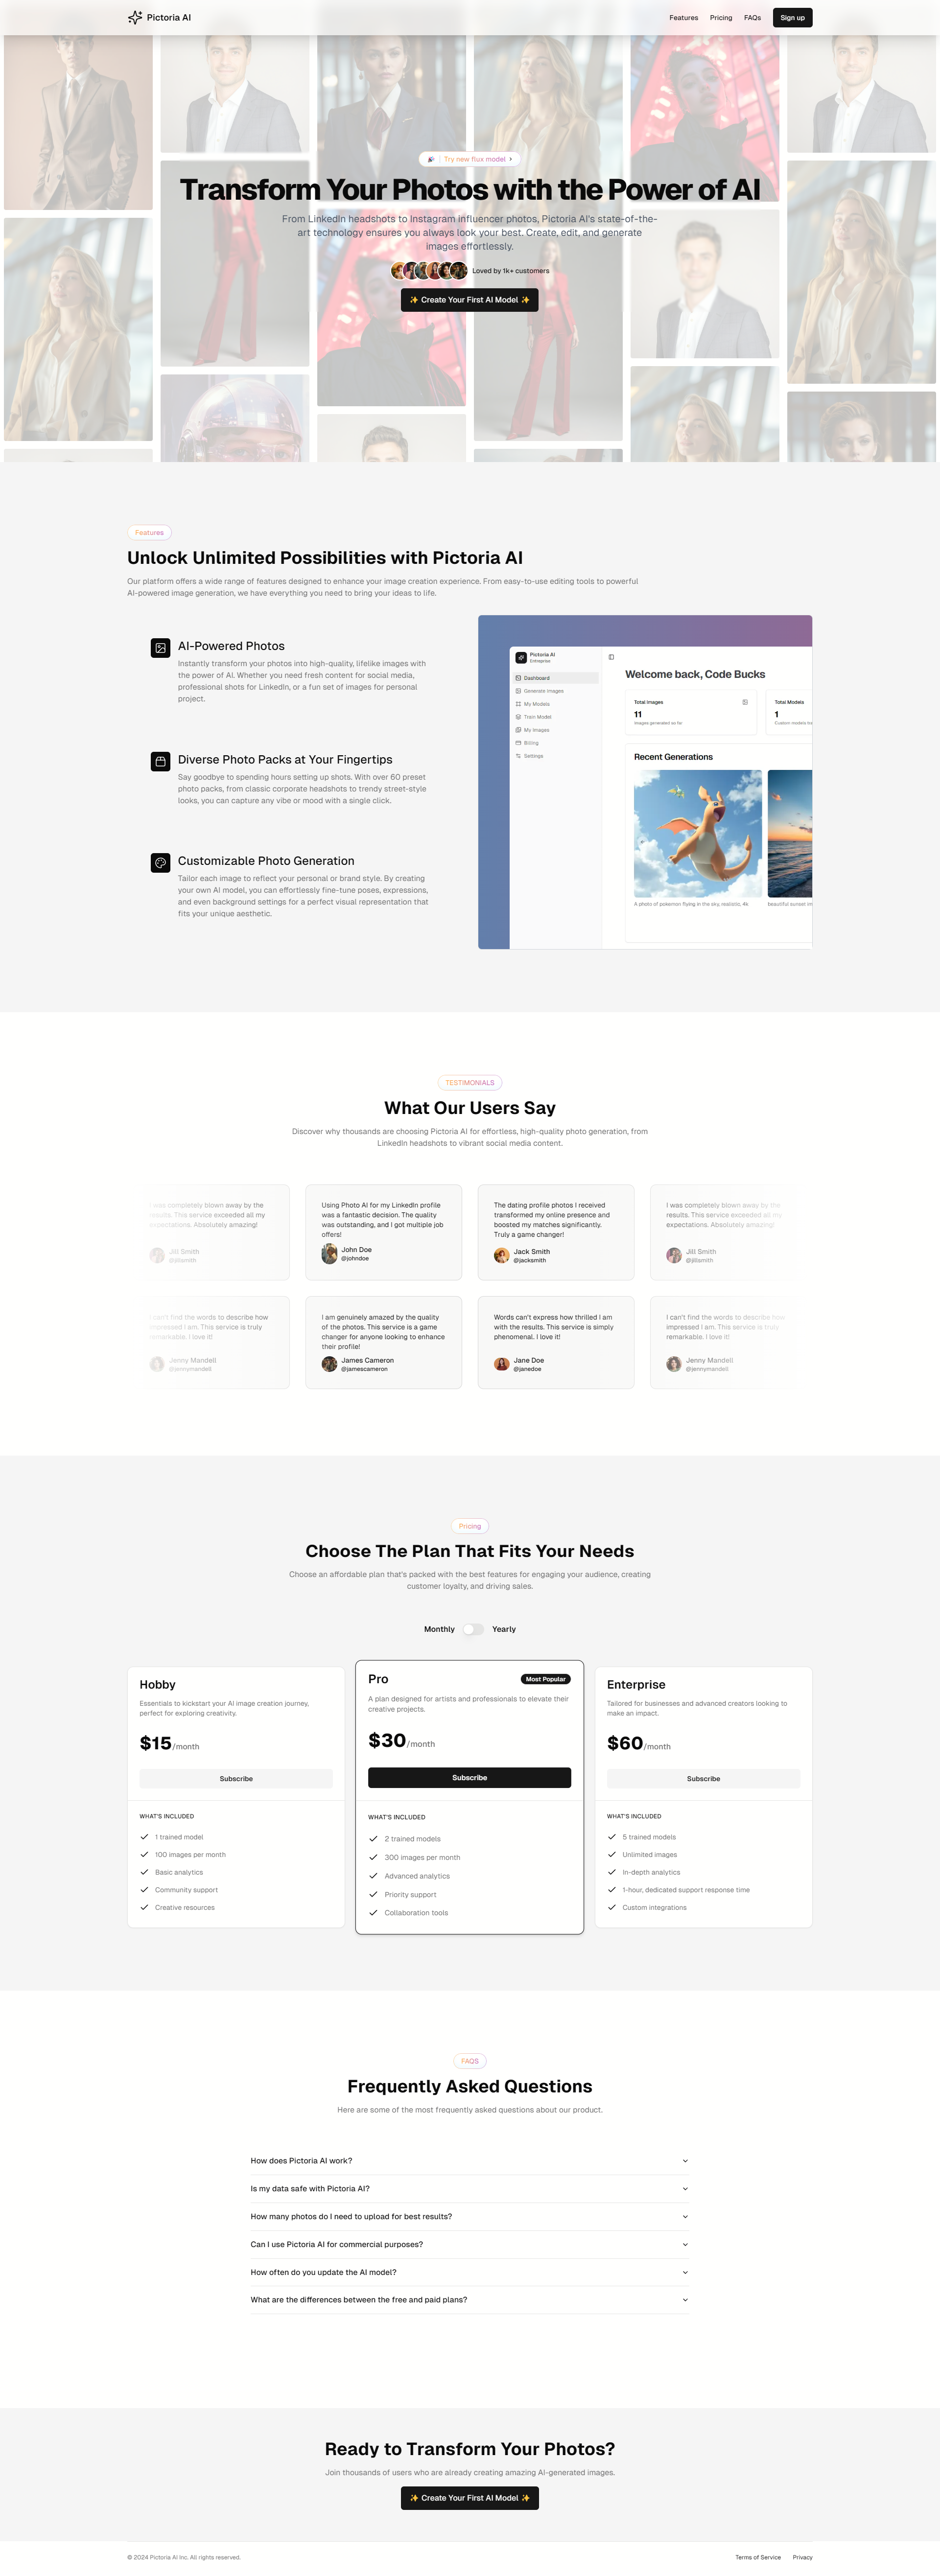 Pictoria AI
Features
Pricing
FAQs
Sign up
Try new flux model
Transform Your Photos with the Power of AI
From LinkedIn headshots to Instagram influencer photos, Pictoria AI's state-of-the-
art technology ensures you always look your best. Create, edit, and generate
images effortlessly.
Loved by 1k+ customers
✨ Create Your First AI Model ✨
Features
Unlock Unlimited Possibilities with Pictoria AI
Our platform offers a wide range of features designed to enhance your image creation experience. From easy-to-use editing tools to powerful
AI-powered image generation, we have everything you need to bring your ideas to life.
AI-Powered Photos
Instantly transform your photos into high-quality, lifelike images with
the power of AI. Whether you need fresh content for social media,
professional shots for LinkedIn, or a fun set of images for personal
project.
Diverse Photo Packs at Your Fingertips
Say goodbye to spending hours setting up shots. With over 60 preset
photo packs, from classic corporate headshots to trendy street-style
looks, you can capture any vibe or mood with a single click.
Customizable Photo Generation
Tailor each image to reflect your personal or brand style. By creating
your own AI model, you can effortlessly fine-tune poses, expressions,
and even background settings for a perfect visual representation that
fits your unique aesthetic.
Pictoria AI
Enterprise
Dashboard
Generate Images
My Models
Train Model
My Images
Billing
Settings
Welcome back, Code Bucks
Total Images
11
Images generated so far
Total Models
1
Custom models
Recent Generations
A photo of pokemon flying in the sky, realistic, 4k
beautiful sunset
TESTIMONIALS
What Our Users Say
Discover why thousands are choosing Pictoria AI for effortless, high-quality photo generation, from
LinkedIn headshots to vibrant social media content.
I was completely blown away by the
results. This service exceeded all my
expectations. Absolutely amazing!
Jill Smith
@jillsmith
Using Photo AI for my LinkedIn profile
was a fantastic decision. The quality
was outstanding, and I got multiple job
offers!
John Doe
@johndoe
The dating profile photos I received
transformed my online presence and
boosted my matches significantly.
Truly a game changer!
Jack Smith
@jacksmith
I was completely blown away by the
results. This service exceeded all my
expectations. Absolutely amazing!
Jill Smith
@jillsmith
I can't find the words to describe how
impressed I am. This service is truly
remarkable. I love it!
Jenny Mandell
@jennymandell
I am genuinely amazed by the quality
of the photos. This service is a game
changer for anyone looking to enhance
their profile!
James Cameron
@jamescameron
Words can't express how thrilled I am
with the results. This service is simply
phenomenal. I love it!
Jane Doe
@janedoe
I can't find the words to describe how
impressed I am. This service is truly
remarkable. I love it!
Jenny Mandell
@jennymandell
Pricing
Choose The Plan That Fits Your Needs
Choose an affordable plan that's packed with the best features for engaging your audience, creating
customer loyalty, and driving sales.
Monthly
Yearly
Hobby
Essentials to kickstart your AI image creation journey,
perfect for exploring creativity.
$15/month
Subscribe
WHAT'S INCLUDED
1 trained model
100 images per month
Basic analytics
Community support
Creative resources
Pro
Most Popular
A plan designed for artists and professionals to elevate their
creative projects.
$30/month
Subscribe
WHAT'S INCLUDED
2 trained models
300 images per month
Advanced analytics
Priority support
Collaboration tools
Enterprise
Tailored for businesses and advanced creators looking to
make an impact.
$60/month
Subscribe
WHAT'S INCLUDED
5 trained models
Unlimited images
In-depth analytics
1-hour, dedicated support response time
Custom integrations
FAQS
Frequently Asked Questions
Here are some of the most frequently asked questions about our product.
How does Pictoria AI work?
Is my data safe with Pictoria AI?
How many photos do I need to upload for best results?
Can I use Pictoria AI for commercial purposes?
How often do you update the AI model?
What are the differences between the free and paid plans?
Ready to Transform Your Photos?
Join thousands of users who are already creating amazing AI-generated images.
✨ Create Your First AI Model ✨
© 2024 Pictoria AI Inc. All rights reserved.
Terms of Service
Privacy